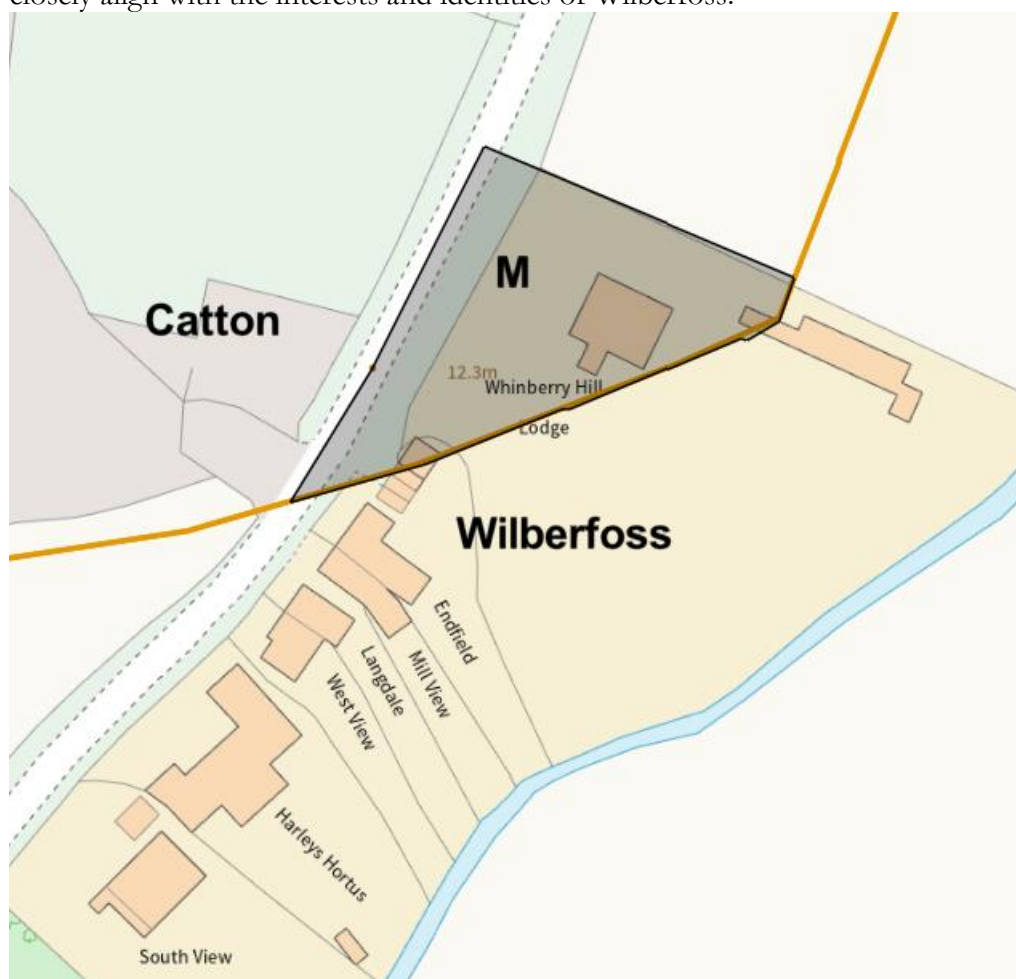 closely align with the interests and identities of Wilberfoss.
M
Catton
12.3m
Whinberry Hill
Lodge
Wilberfoss
Endfield
Mill View
Langdale
West View
Harleys Hortus
South View